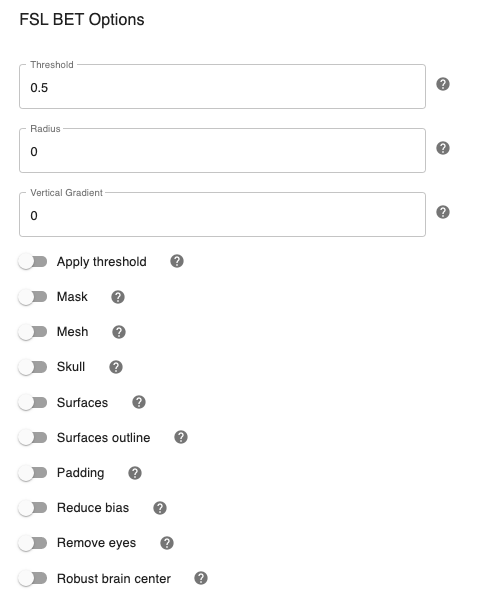 FSL BET Options
Threshold
0.5
Radius
0
Vertical Gradient
0
Apply threshold
Mask
Mesh
Skull
Surfaces
Surfaces outline
Padding
Reduce bias
Remove eyes
Robust brain center